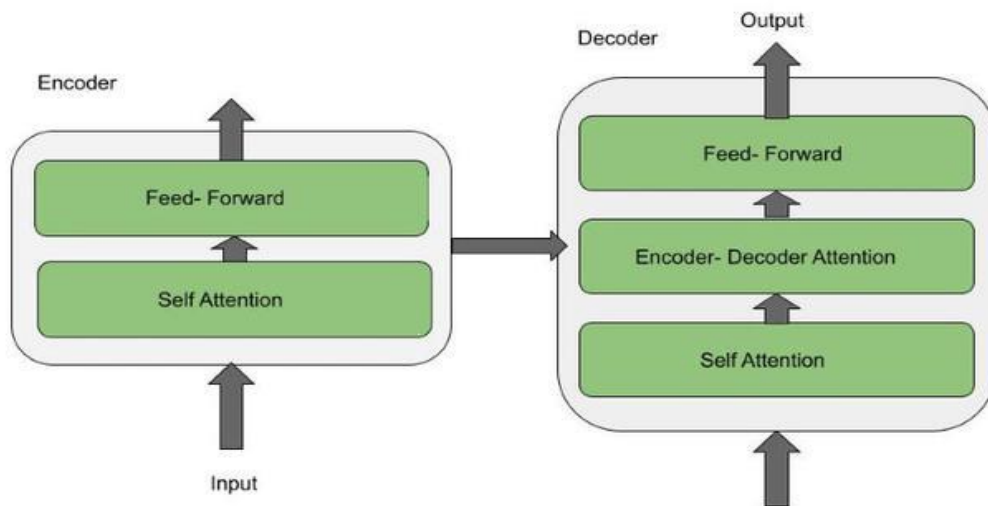 Encoder
Feed- Forward
Self Attention
Input
Output
Decoder
Feed- Forward
Encoder- Decoder Attention
Self Attention